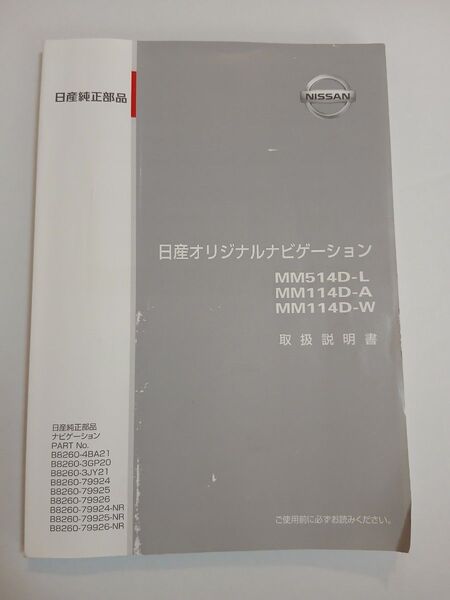 日産純正部品
NISSAN
日産オリジナルナビゲーション
MM514D-L
MM114D-A
MM114D-W
取扱説明書
日産純正部品
ナビゲーション
PART No.
B8260-4BA21
B8260-3GP20
B8260-3JY21
B8260-79924
B8260-79925
B8260-79926
B8260-79924-NR
B8260-79925-NR
B8260-79926-NR
ご使用前に必ずお読みください。